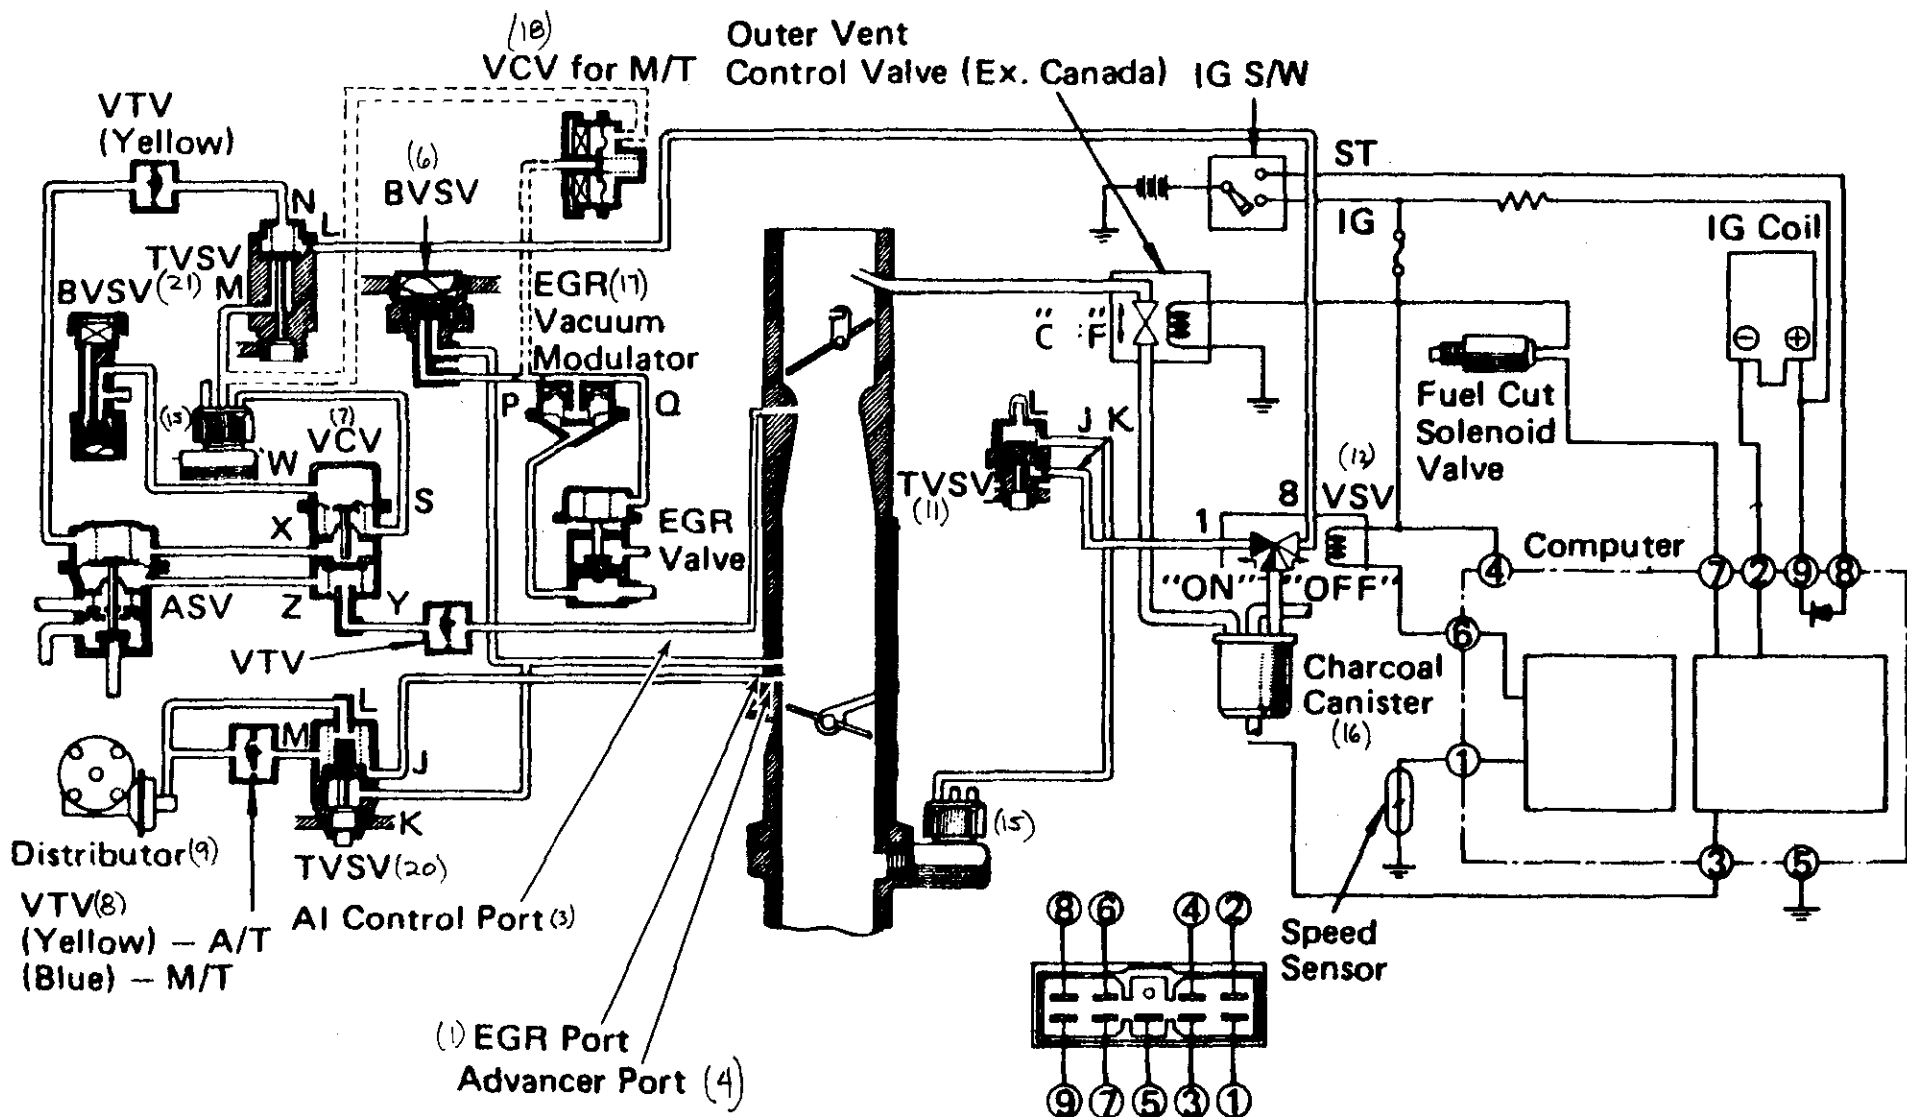 (18)
VCV for M/T
Outer Vent
Control Valve (Ex. Canada)
IG S/W
VTV
(Yellow)
(6)
BVSV
ST
IG
IG Coil
N
L
TVSV
BVSV (21)
M
EGR (17)
Vacuum
Modulator
"C"
"F"
Fuel Cut
Solenoid
Valve
P
Q
L
J
K
(15)
(7)
VCV
W
S
X
TVSV
(11)
(12)
8 VSV
1
EGR
Valve
Computer
4
7
2
9
8
"ON"
"OFF"
ASV
Z
Y
VTV
6
Charcoal
Canister
(16)
L
M
J
K
1
Distributor (9)
TVSV (20)
(15)
3
5
VTV (8)
(Yellow) – A/T
(Blue) – M/T
AI Control Port (3)
Speed
Sensor
8 6 4 2
(1) EGR Port
Advancer Port (4)
9 7 5 3 1